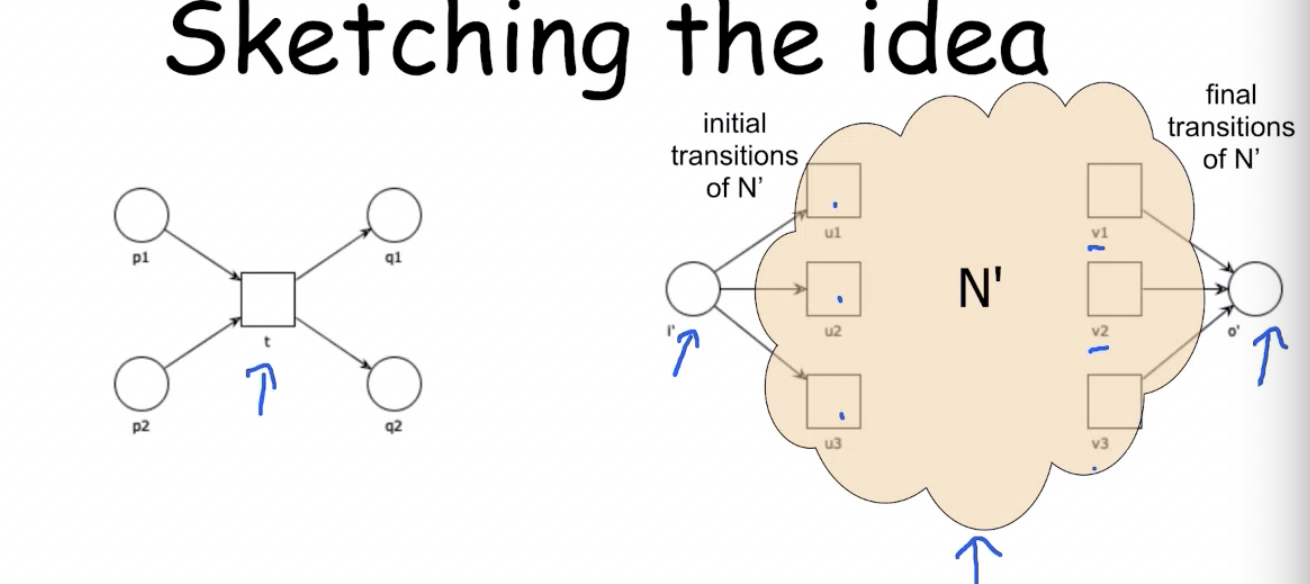 Sketching the idea
initial
transitions
of N'
final
transitions
of N'
p1
q1
t
p2
q2
i'
u1
u2
u3
N'
v1
v2
v3
o'